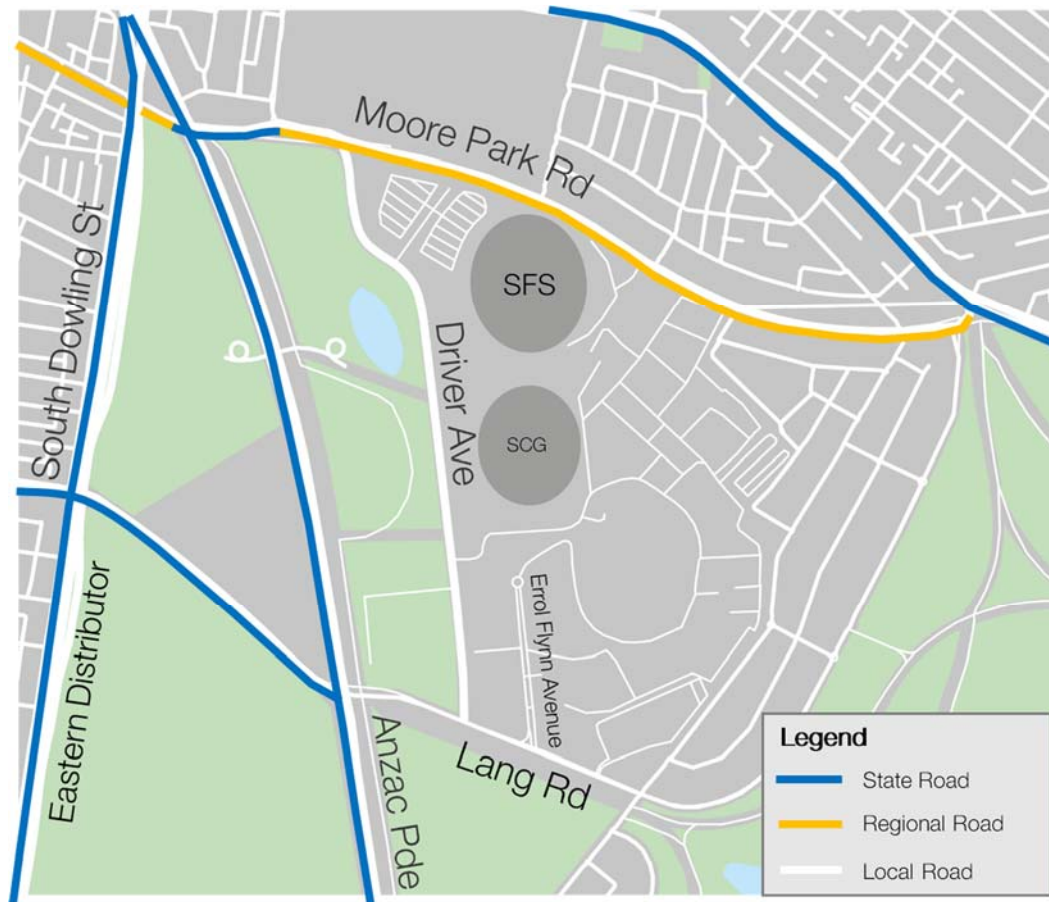 Moore Park Rd
South Dowling St
SFS
Driver Ave
SCG
Eastern Distributor
Errol Flynn Avenue
Anzac Pde
Lang Rd
Legend
State Road
Regional Road
Local Road